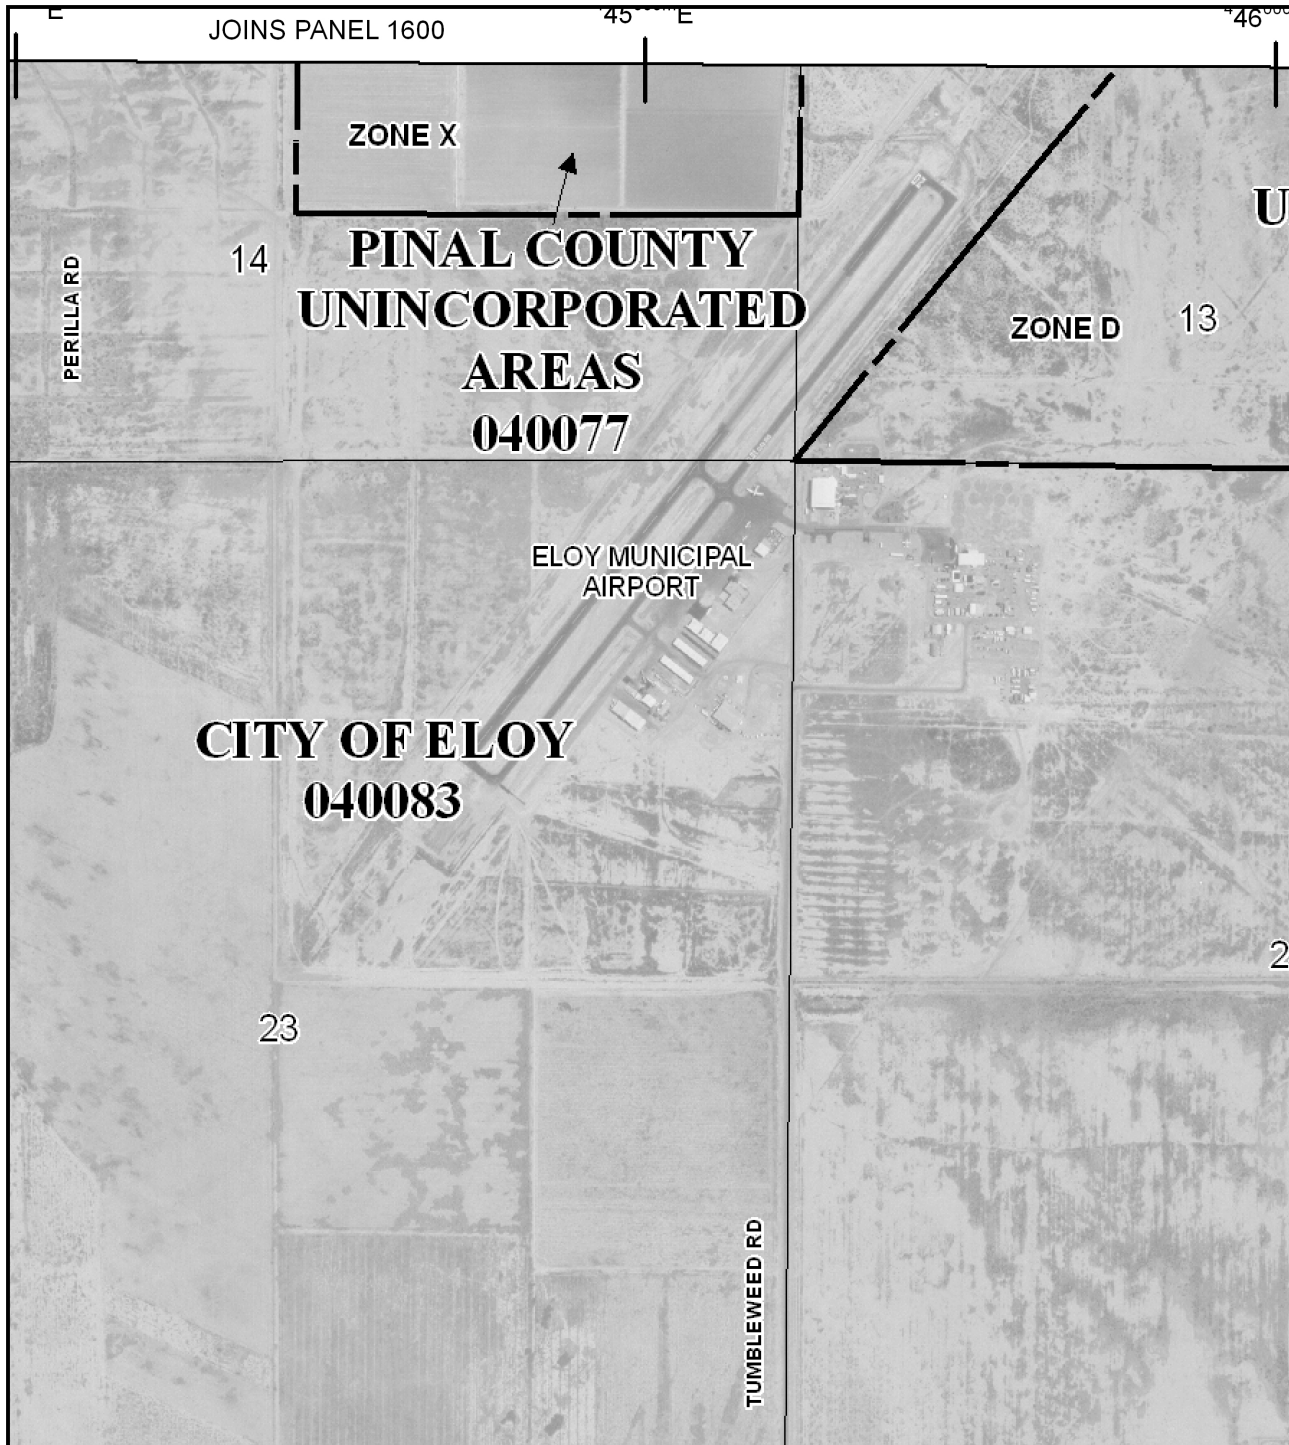 E
JOINS PANEL 1600
45 E
46
ZONE X
14
PERILLA RD
PINAL COUNTY
UNINCORPORATED
AREAS
040077
ZONE D
13
U
ELOY MUNICIPAL
AIRPORT
CITY OF ELOY
040083
23
2
TUMBLEWEED RD